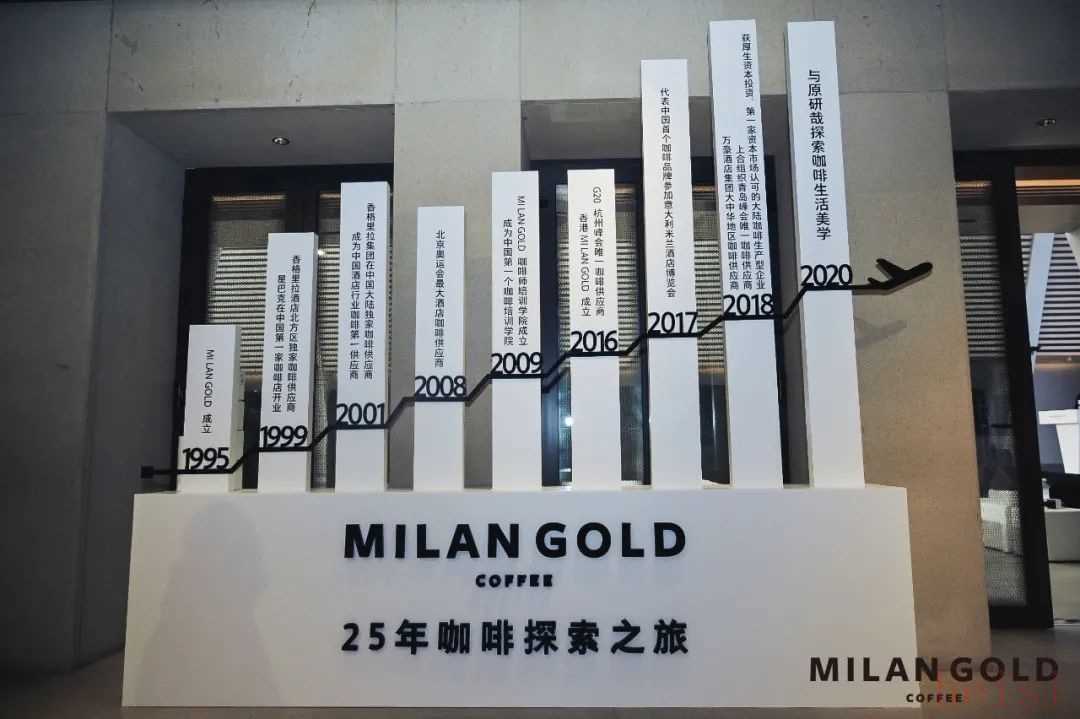 MILAN GOLD 成立
1995
香格里拉酒店北方区独家咖啡供应商
星巴克在中国第一家咖啡店开业
1999
香格里拉集团在中国大陆独家咖啡供应商
成为中国酒店行业咖啡第一供应商
2001
北京奥运会最大酒店咖啡供应商
2008
MILAN GOLD 咖啡师培训学院成立
成为中国第一个咖啡培训学院
2009
G20 杭州峰会唯一咖啡供应商
香港 MILAN GOLD 成立
2016
代表中国首个咖啡品牌参加意大利米兰酒店博览会
2017
获厚生资本投资，第一家资本市场认可的大陆咖啡生产型企业
上合组织青岛峰会唯一咖啡供应商
万豪酒店集团大中华地区咖啡供应商
2018
与原研哉探索咖啡生活美学
2020
MILAN GOLD
COFFEE
25年咖啡探索之旅
MILAN GOLD
COFFEE